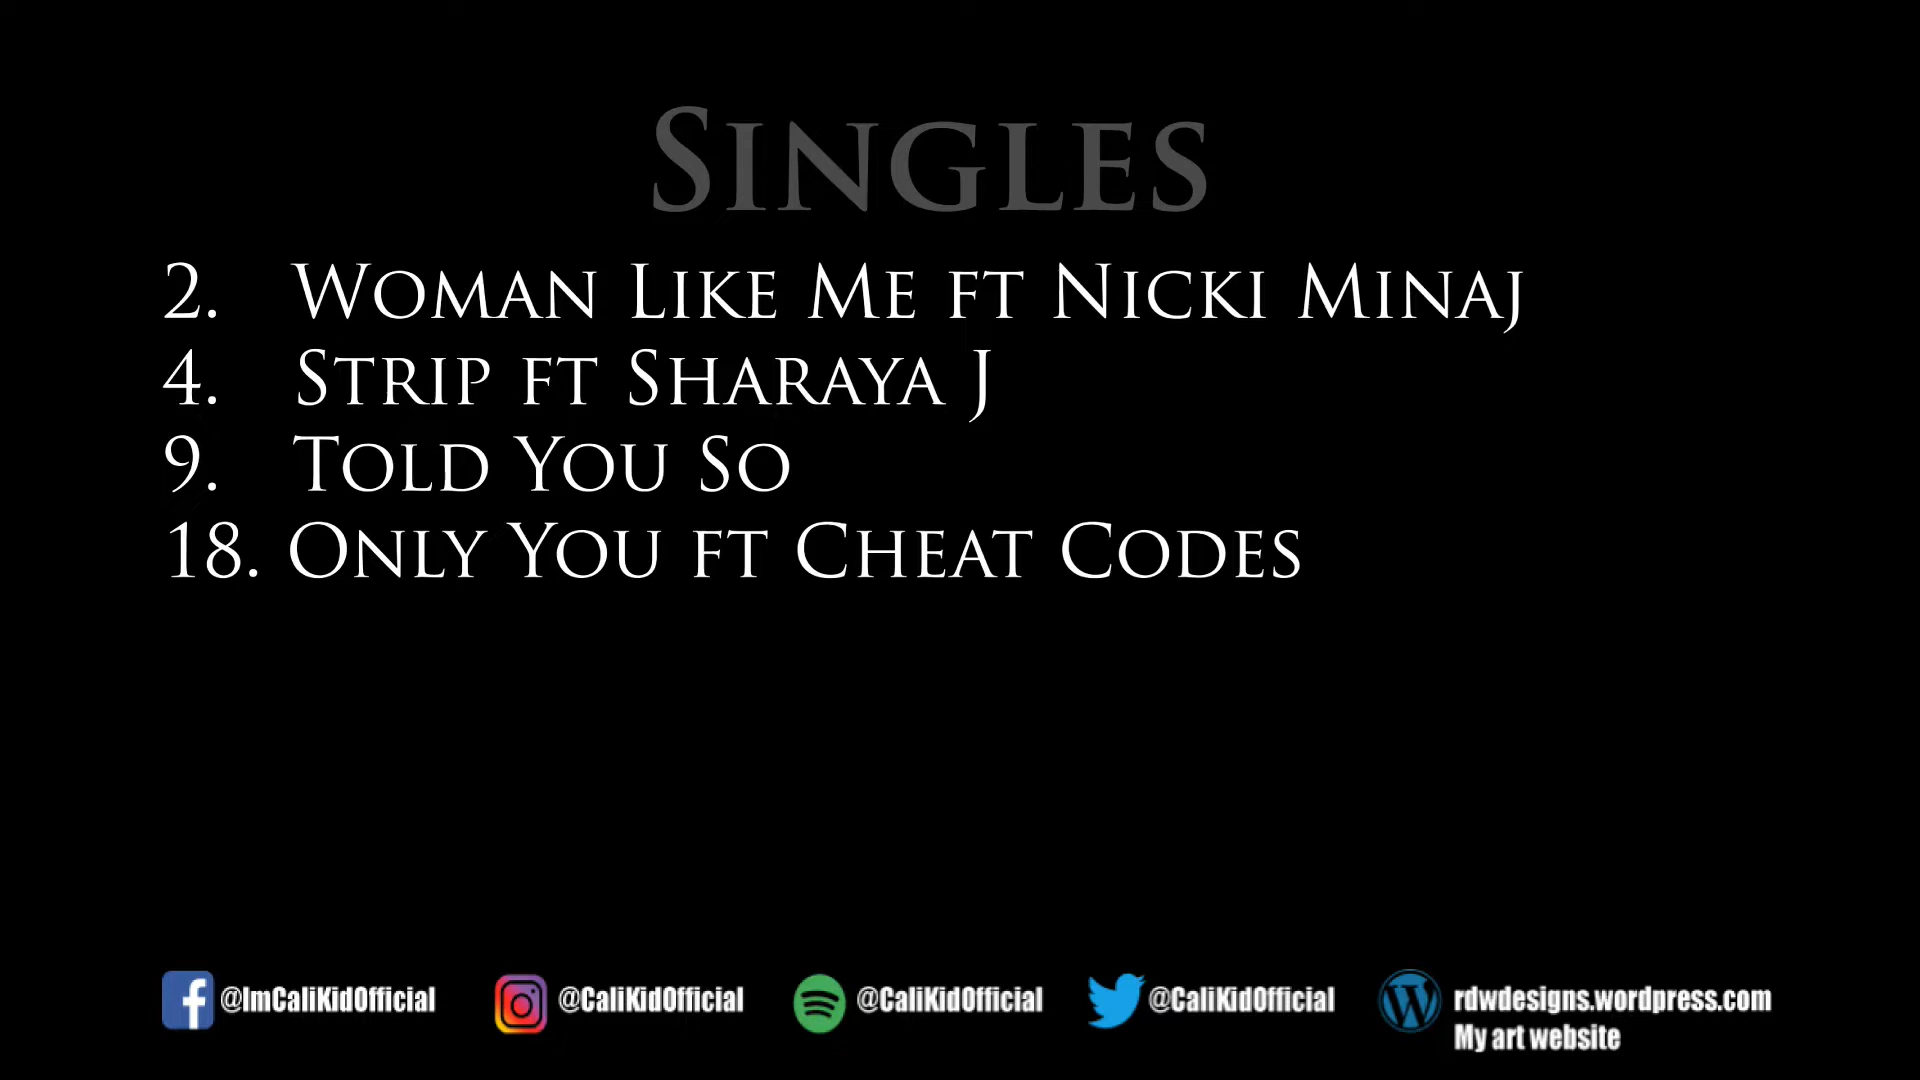 Singles
2. Woman Like Me ft Nicki Minaj
4. Strip ft Sharaya J
9. Told You So
18. Only You ft Cheat Codes
@ImCaliKidOfficial @CaliKidOfficial @CaliKidOfficial @CaliKidOfficial rdwdesigns.wordpress.com
My art website